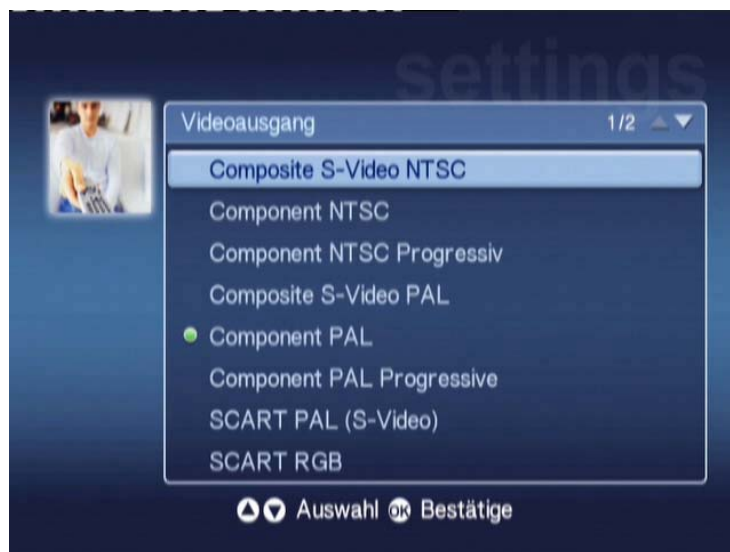 settings
Videoausgang 1/2
Composite S-Video NTSC
Component NTSC
Component NTSC Progressiv
Composite S-Video PAL
Component PAL
Component PAL Progressive
SCART PAL (S-Video)
SCART RGB
Auswahl OK Bestätige